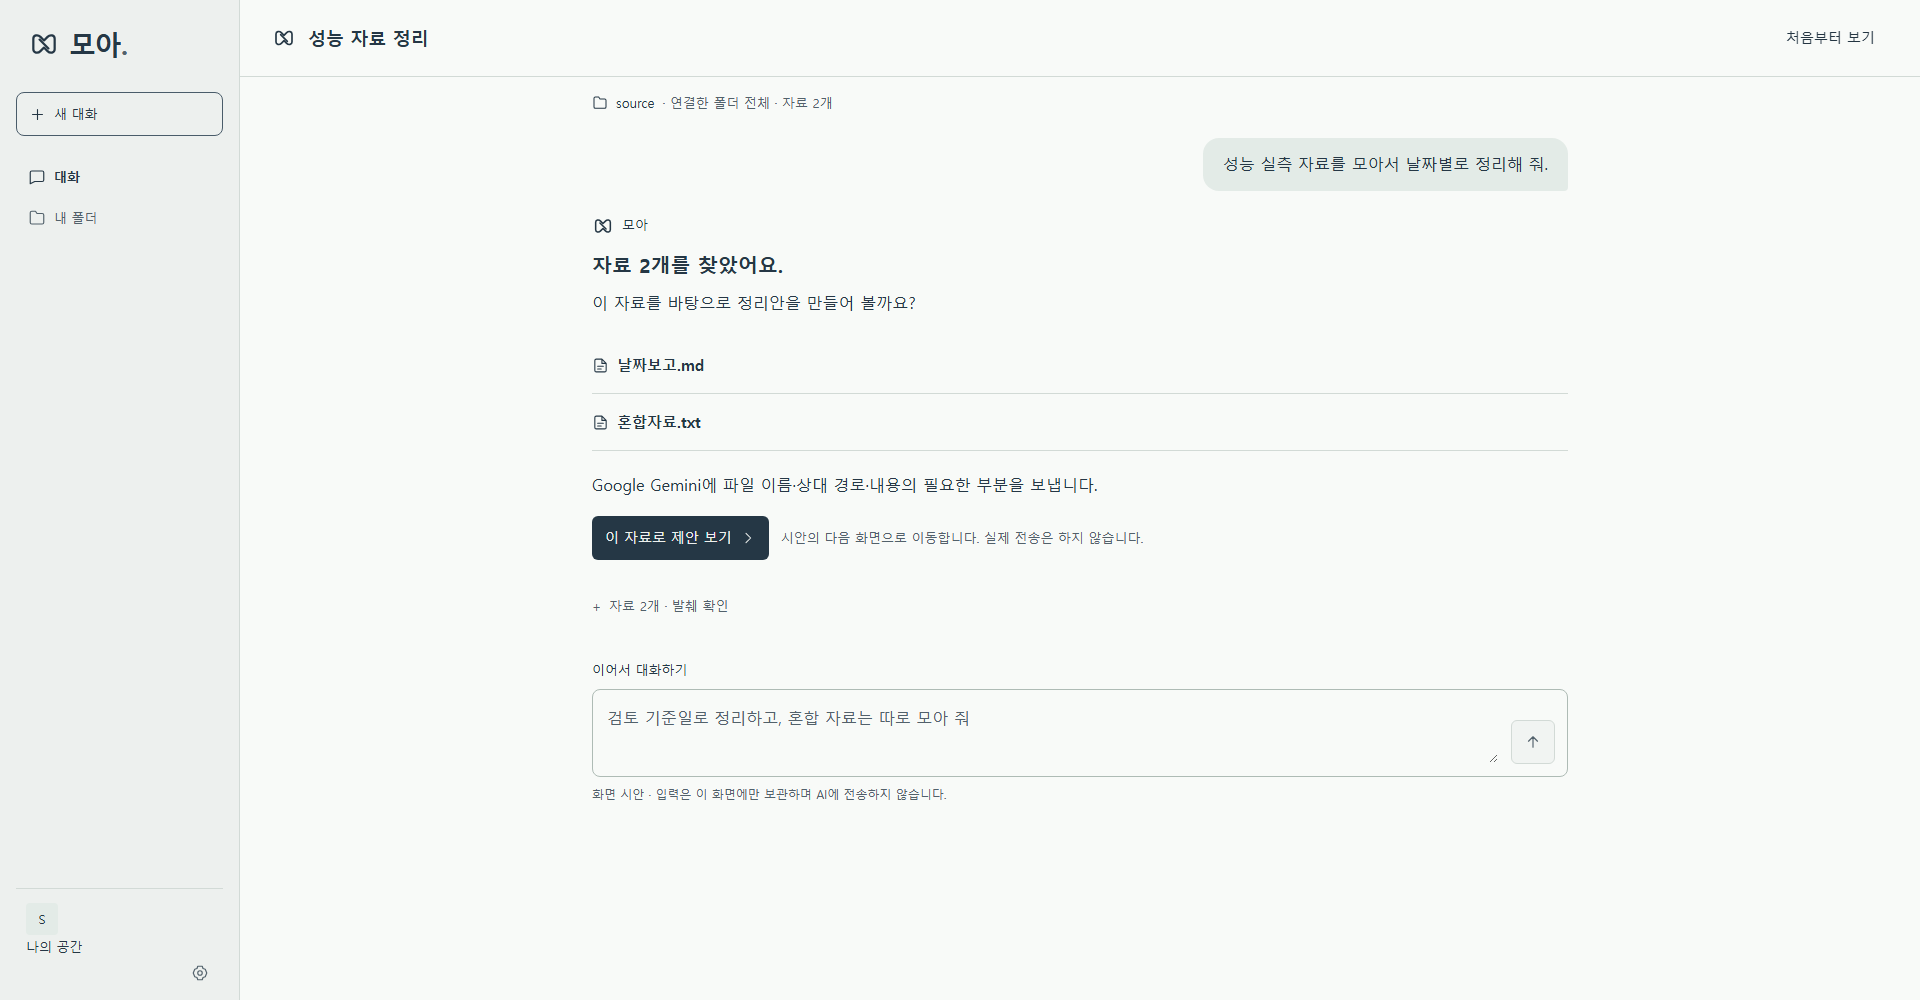 모아.
새 대화
대화
내 폴더
S
나의 공간
성능 자료 정리
처음부터 보기
source · 연결한 폴더 전체 · 자료 2개
성능 실측 자료를 모아서 날짜별로 정리해 줘.
모아
자료 2개를 찾았어요.
이 자료를 바탕으로 정리안을 만들어 볼까요?
날짜보고.md
혼합자료.txt
Google Gemini에 파일 이름·상대 경로·내용의 필요한 부분을 보냅니다.
이 자료로 제안 보기
시안의 다음 화면으로 이동합니다. 실제 전송은 하지 않습니다.
+ 자료 2개 · 발췌 확인
이어서 대화하기
검토 기준일로 정리하고, 혼합 자료는 따로 모아 줘
화면 시안 · 입력은 이 화면에만 보관하며 AI에 전송하지 않습니다.